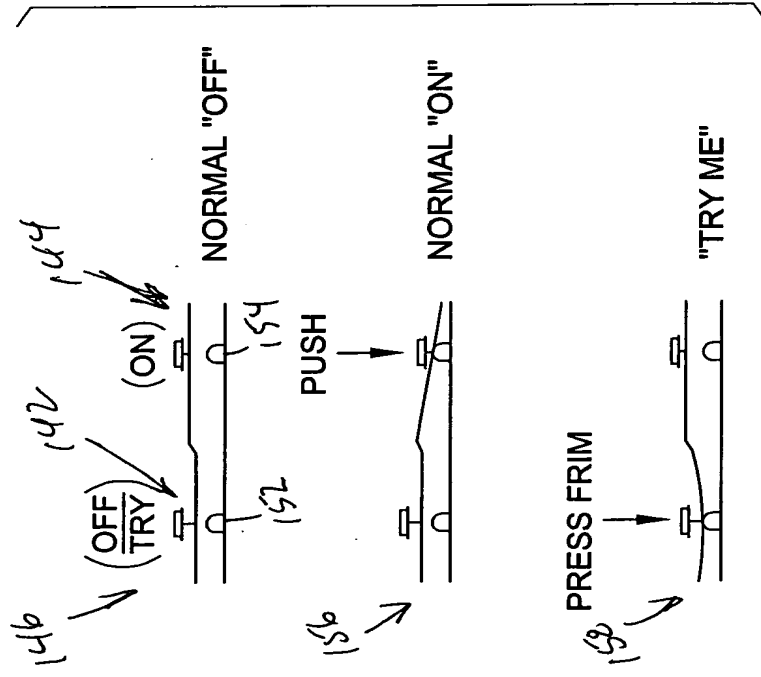 146
142
144
(OFF/TRY)
(ON)
152
154
NORMAL "OFF"
156
PUSH
NORMAL "ON"
158
PRESS FRIM
"TRY ME"